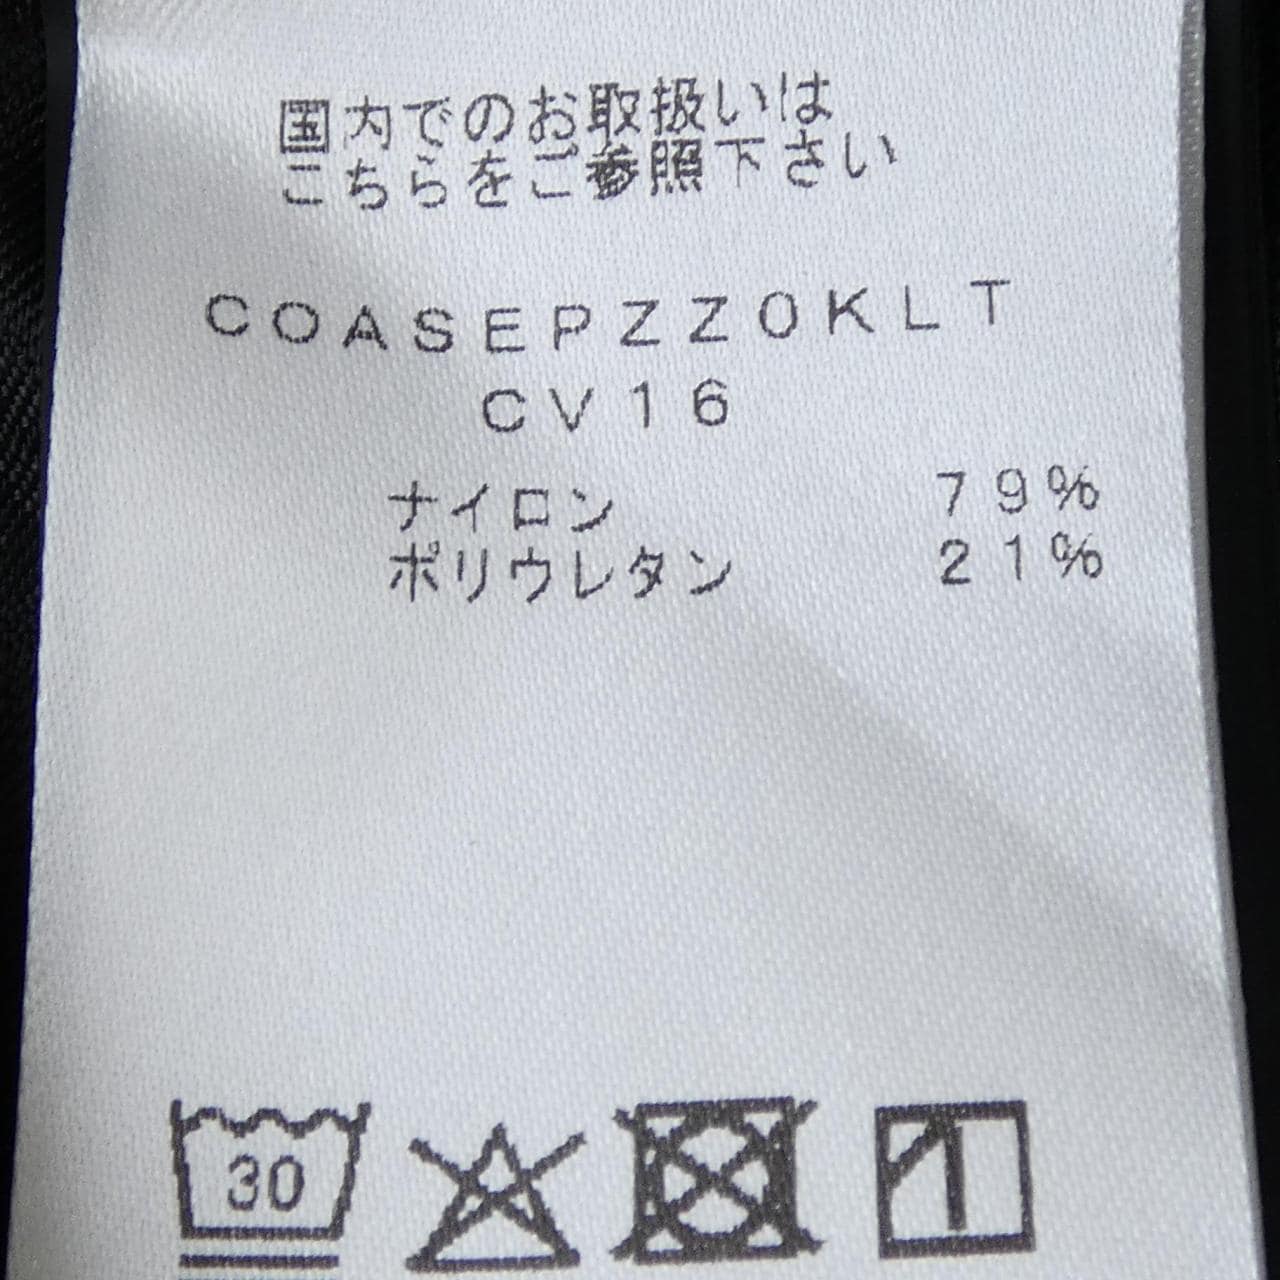 国内でのお取扱いは
こちらをご参照下さい
COASEPZZ0KLT
CV16
ナイロン 79%
ポリウレタン 21%
30